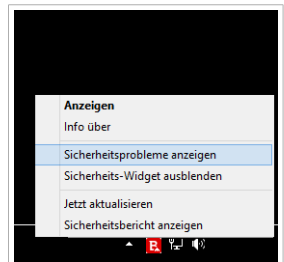 Anzeigen
Info über
Sicherheitsprobleme anzeigen
Sicherheits-Widget ausblenden
Jetzt aktualisieren
Sicherheitsbericht anzeigen
B